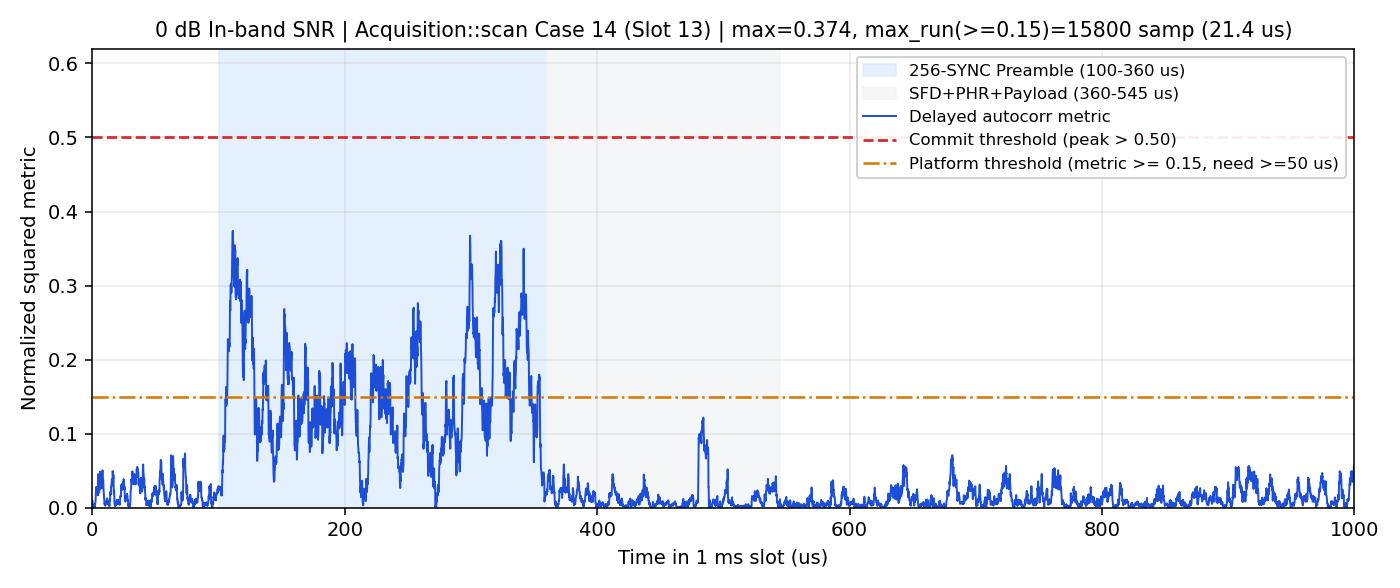 0 dB In-band SNR | Acquisition::scan Case 14 (Slot 13) | max=0.374, max_run(>=0.15)=15800 samp (21.4 us)
Normalized squared metric
0.6
0.5
0.4
0.3
0.2
0.1
0.0
256-SYNC Preamble (100-360 us)
SFD+PHR+Payload (360-545 us)
Delayed autocorr metric
Commit threshold (peak > 0.50)
Platform threshold (metric >= 0.15, need >=50 us)
0
200
400
600
800
1000
Time in 1 ms slot (us)